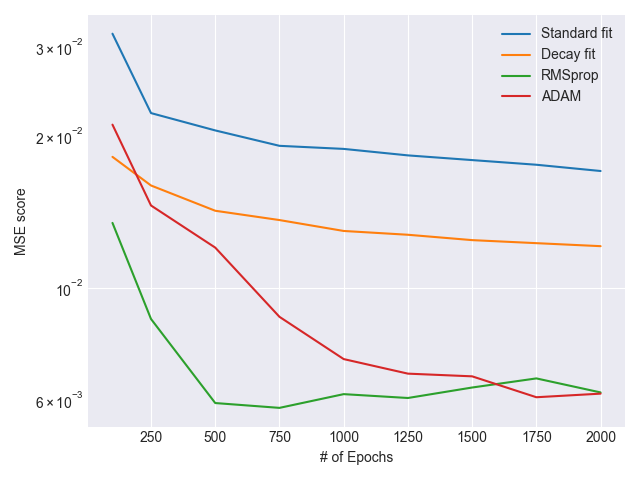 MSE score
3 × 10⁻²
2 × 10⁻²
10⁻²
6 × 10⁻³
Standard fit
Decay fit
RMSprop
ADAM
250 500 750 1000 1250 1500 1750 2000
# of Epochs